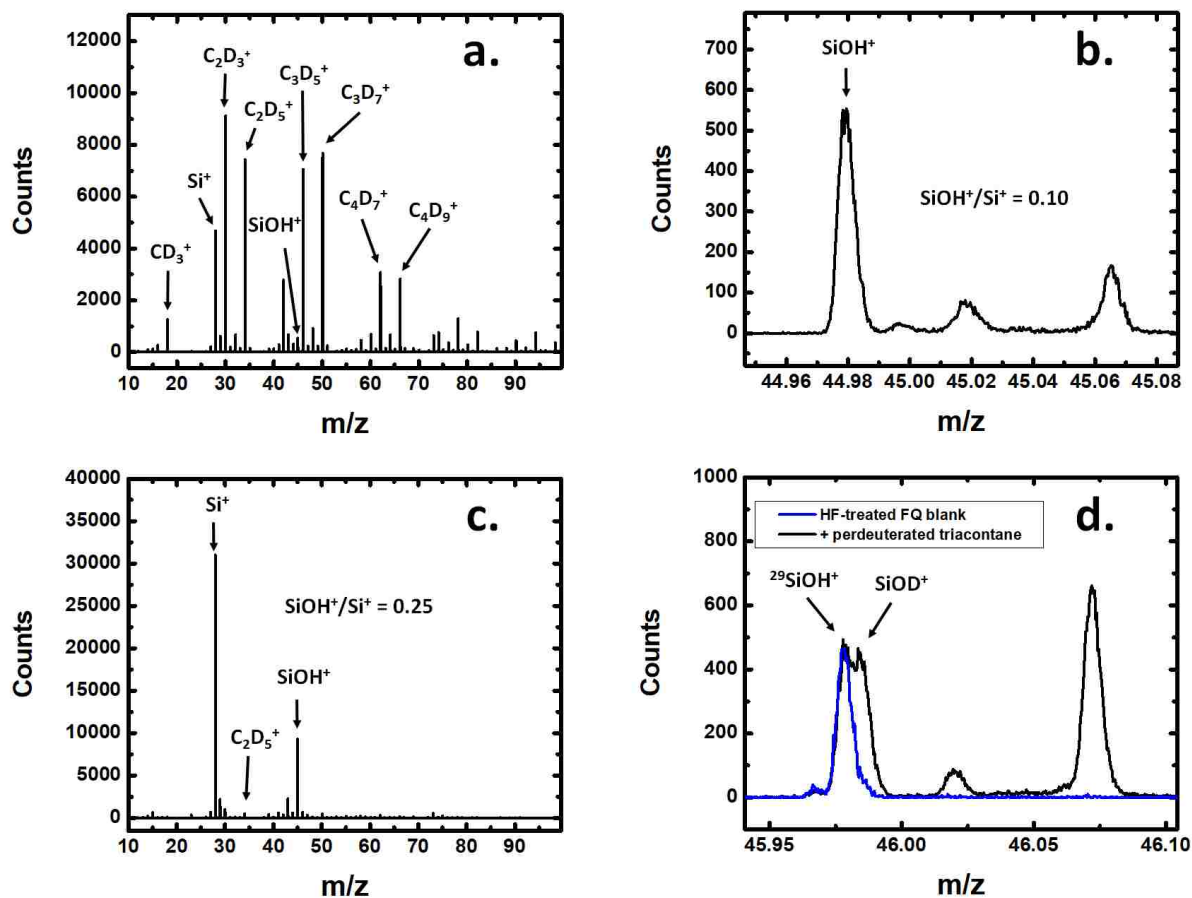 a.
12000
10000
8000
6000
4000
2000
0
Counts
C₂D₃⁺
C₃D₅⁺
C₂D₅⁺
C₃D₇⁺
Si⁺
SiOH⁺
C₄D₇⁺
C₄D₉⁺
CD₃⁺
10 20 30 40 50 60 70 80 90
m/z
b.
700
600
500
400
300
200
100
0
Counts
SiOH⁺
SiOH⁺/Si⁺ = 0.10
44.96 44.98 45.00 45.02 45.04 45.06 45.08
m/z
c.
40000
35000
30000
25000
20000
15000
10000
5000
0
Counts
Si⁺
SiOH⁺/Si⁺ = 0.25
SiOH⁺
C₂D₅⁺
10 20 30 40 50 60 70 80 90
m/z
d.
1000
800
600
400
200
0
Counts
HF-treated FQ blank
+ perdeuterated triacontane
²⁹SiOH⁺
SiOD⁺
45.95 46.00 46.05 46.10
m/z